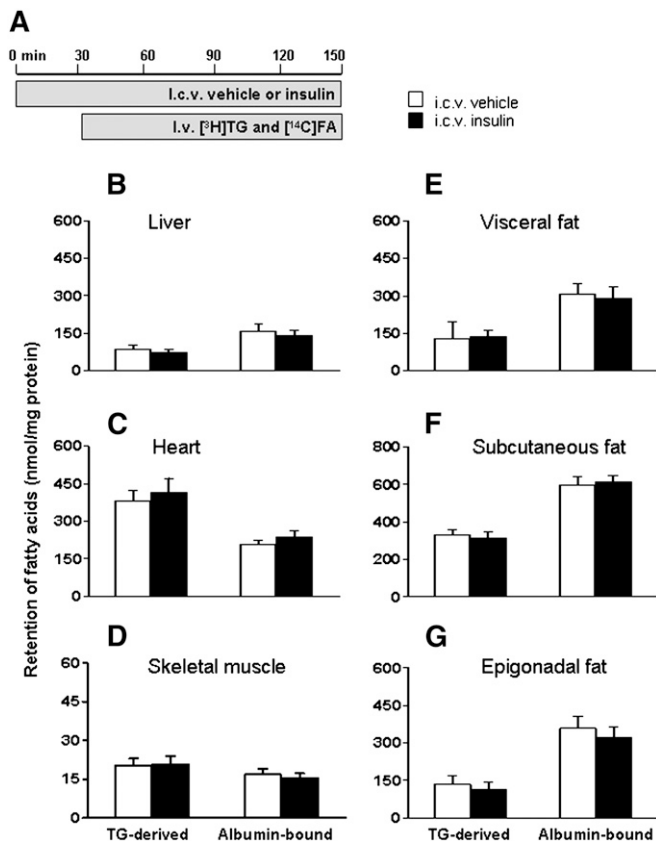 A
0 min 30 60 90 120 150
I.c.v. vehicle or insulin
I.v. [³H]TG and [¹⁴C]FA
i.c.v. vehicle
i.c.v. insulin
Retention of fatty acids (nmol/mg protein)
B
Liver
600
450
300
150
0
C
Heart
600
450
300
150
0
D
Skeletal muscle
60
45
30
15
0
TG-derived Albumin-bound
E
Visceral fat
600
450
300
150
0
F
Subcutaneous fat
800
600
400
200
0
G
Epigonadal fat
600
300
150
0
TG-derived Albumin-bound